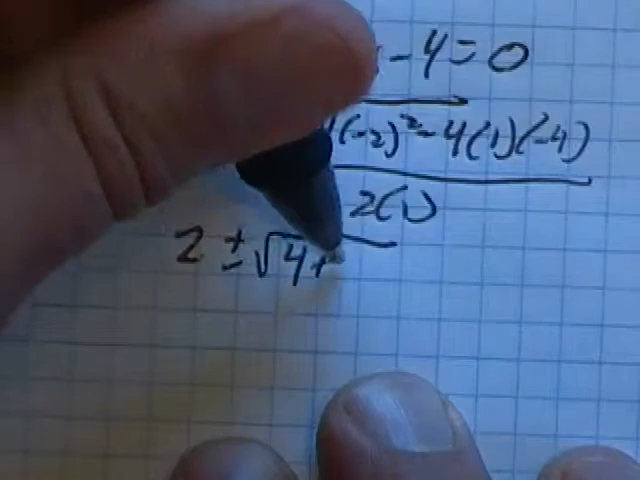 - 4 = 0
(-2)² - 4(1)(-4)
2(1)
2 ± √4+